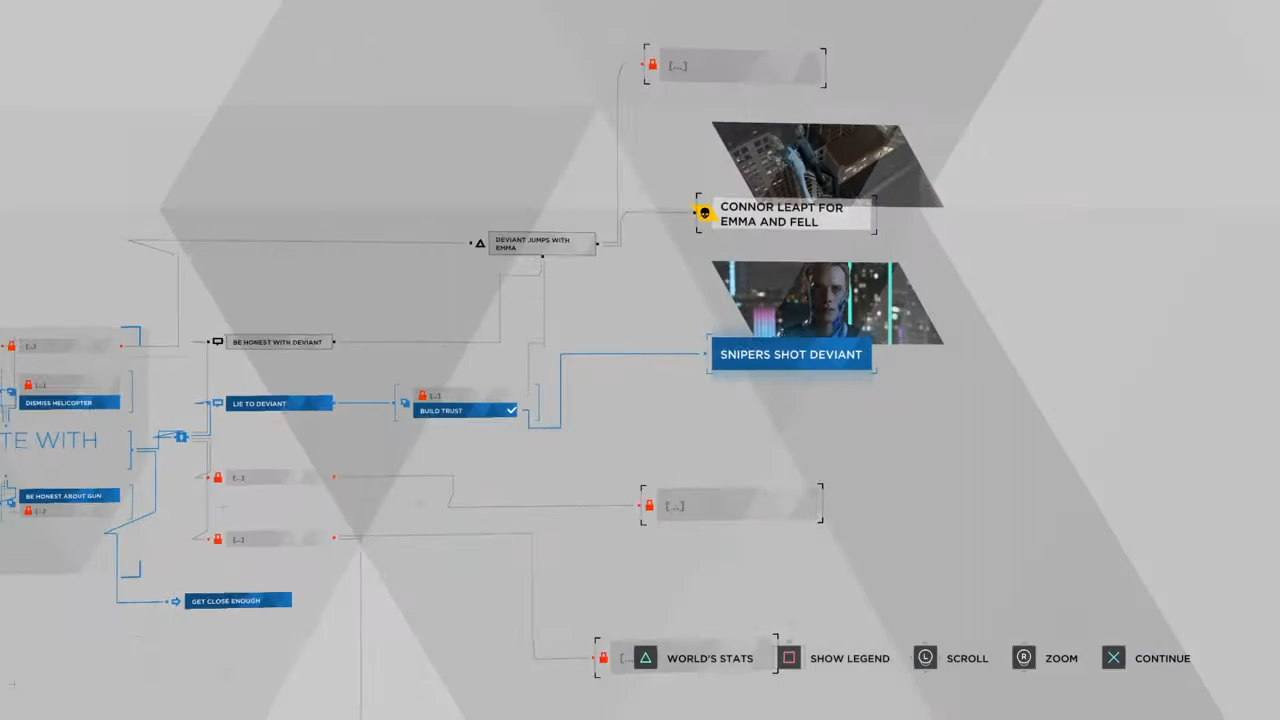 [...]
CONNOR LEAPT FOR
EMMA AND FELL
DEVIANT JUMPS WITH
EMMA
BE HONEST WITH DEVIANT
[...]
SNIPERS SHOT DEVIANT
[...]
DISMISS HELICOPTER
LIE TO DEVIANT
[...]
BUILD TRUST
TE WITH
[...]
BE HONEST ABOUT GUN
[...]
[...]
[...]
GET CLOSE ENOUGH
[...
WORLD'S STATS
SHOW LEGEND
L
SCROLL
R
ZOOM
CONTINUE